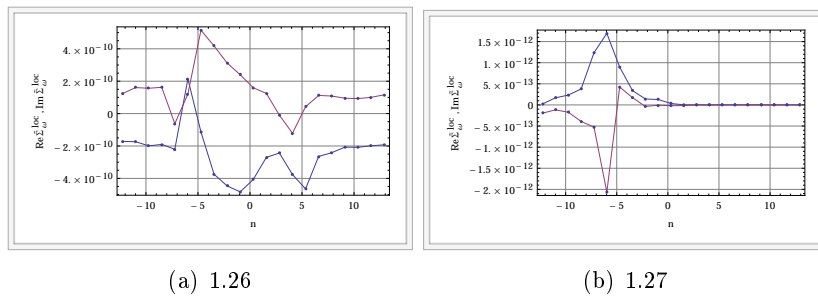 4. × 10⁻¹⁰
2. × 10⁻¹⁰
0
−2. × 10⁻¹⁰
−4. × 10⁻¹⁰
Re Σ̄ω^loc, Im Σ̄ω^loc
−10 −5 0 5 10
n
1.5 × 10⁻¹²
1. × 10⁻¹²
5. × 10⁻¹³
0
−5. × 10⁻¹³
−1. × 10⁻¹²
−1.5 × 10⁻¹²
−2. × 10⁻¹²
Re Σ̄ω^loc, Im Σ̄ω^loc
−10 −5 0 5 10
n
(a) 1.26
(b) 1.27